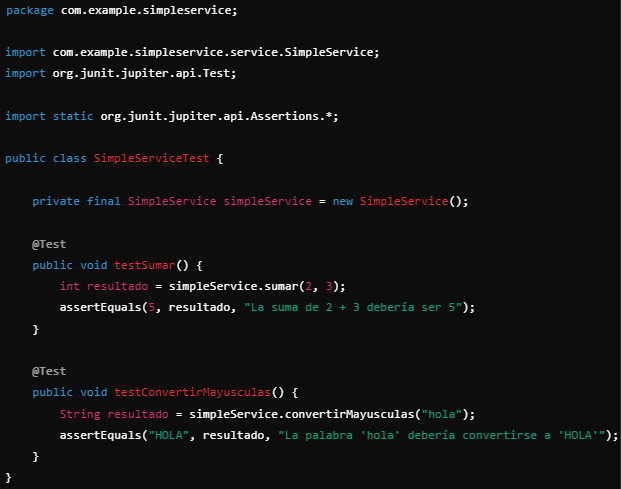 package com.example.simpleservice;
import com.example.simpleservice.service.SimpleService;
import org.junit.jupiter.api.Test;
import static org.junit.jupiter.api.Assertions.*;
public class SimpleServiceTest {
private final SimpleService simpleService = new SimpleService();
@Test
public void testSumar() {
int resultado = simpleService.sumar(2, 3);
assertEquals(5, resultado, "La suma de 2 + 3 debería ser 5");
}
@Test
public void testConvertirMayusculas() {
String resultado = simpleService.convertirMayusculas("hola");
assertEquals("HOLA", resultado, "La palabra 'hola' debería convertirse a 'HOLA'");
}
}